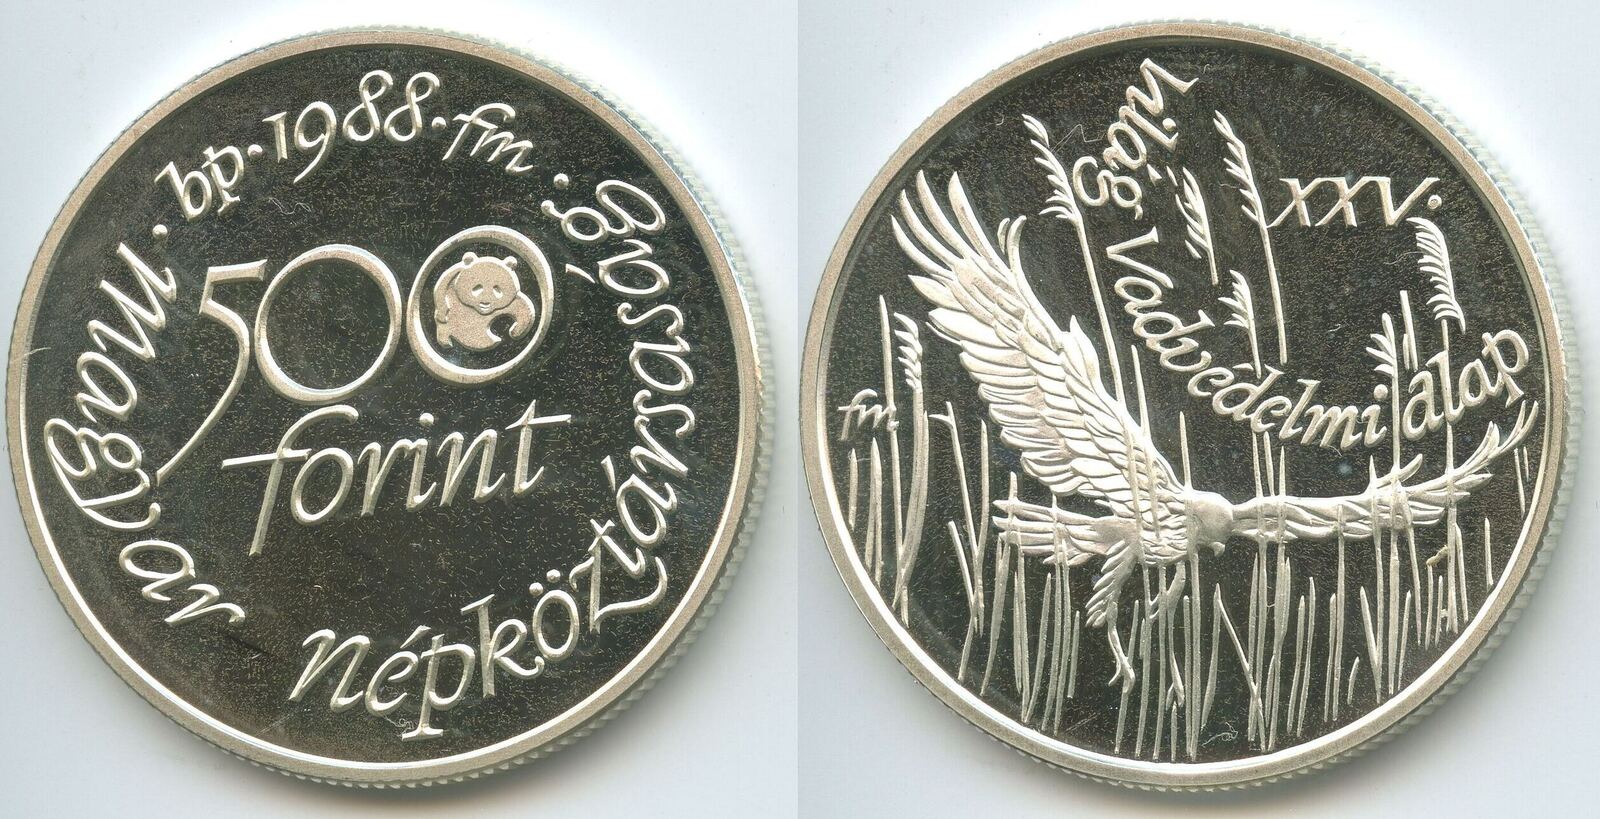 Magyar népköztársaság.
bp. 1988. fm.
500
forint
Világ Vadvédelmi alap
XXV.
fm